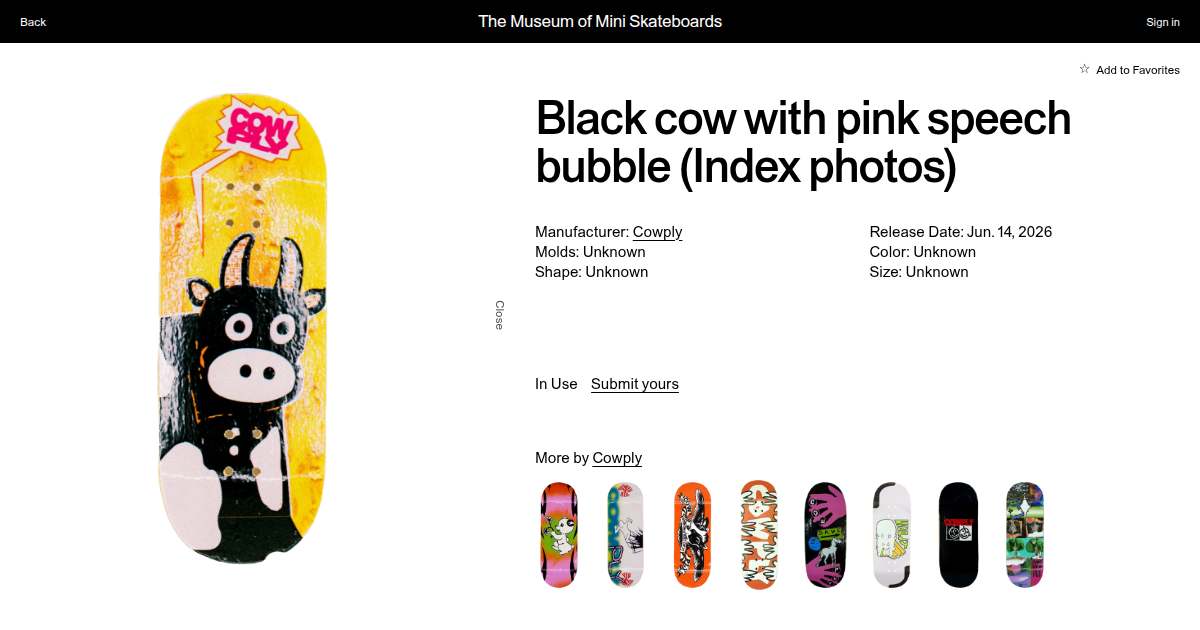 Back
The Museum of Mini Skateboards
Sign in
☆ Add to Favorites
COW
PLY
Black cow with pink speech
bubble (Index photos)
Manufacturer: Cowply
Molds: Unknown
Shape: Unknown
Release Date: Jun. 14, 2026
Color: Unknown
Size: Unknown
Close
In Use Submit yours
More by Cowply